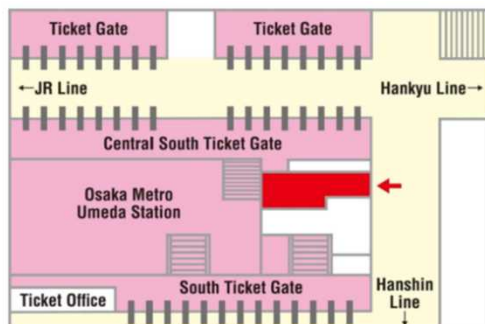 Ticket Gate
Ticket Gate
←JR Line
Hankyu Line→
Central South Ticket Gate
Osaka Metro
Umeda Station
South Ticket Gate
Ticket Office
Hanshin
Line
↓